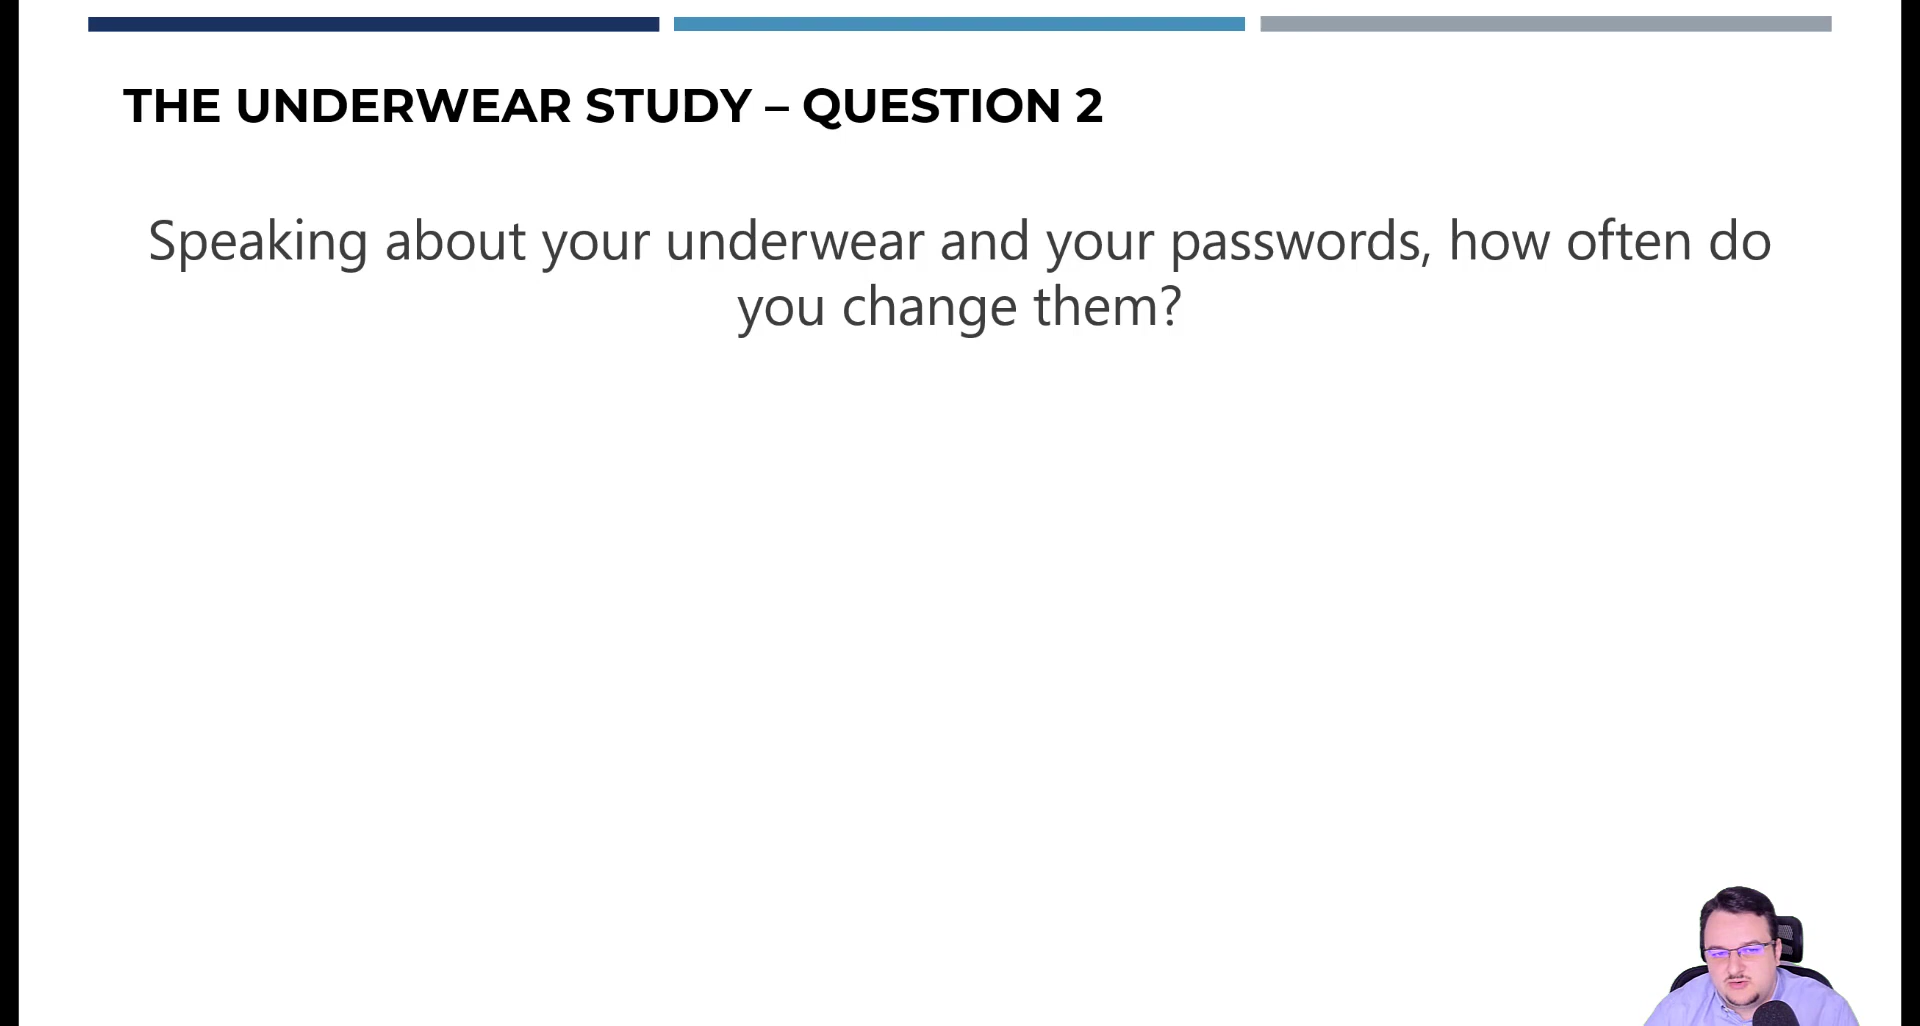 THE UNDERWEAR STUDY – QUESTION 2
Speaking about your underwear and your passwords, how often do
you change them?